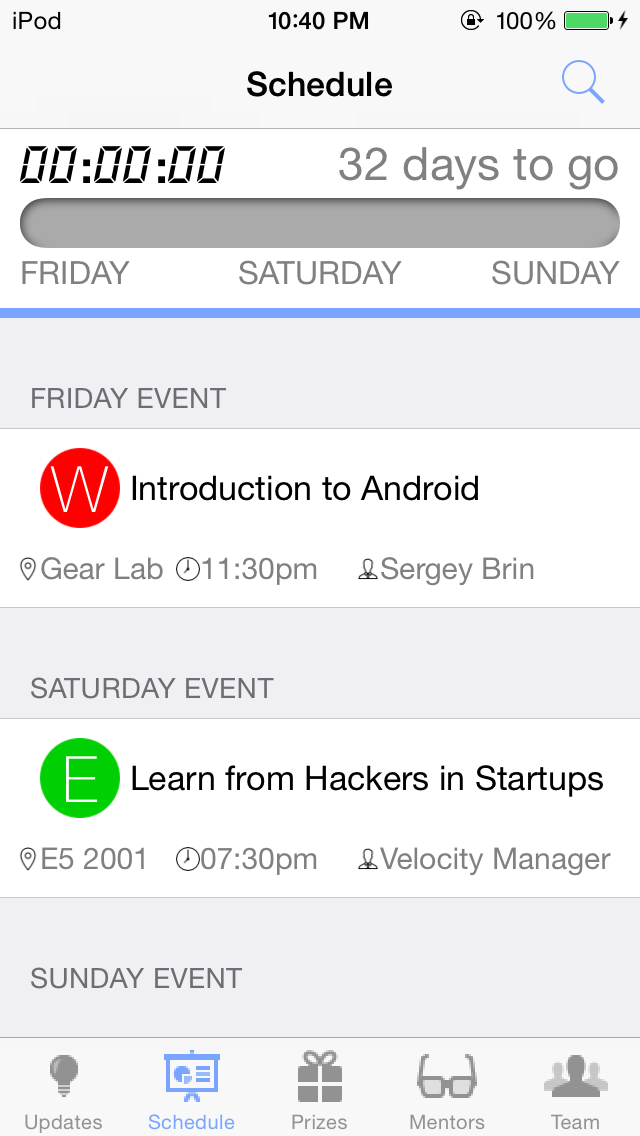 iPod 10:40 PM 100%
Schedule
00:00:00 32 days to go
FRIDAY SATURDAY SUNDAY
FRIDAY EVENT
W Introduction to Android
Gear Lab 11:30pm Sergey Brin
SATURDAY EVENT
E Learn from Hackers in Startups
E5 2001 07:30pm Velocity Manager
SUNDAY EVENT
Updates Schedule Prizes Mentors Team